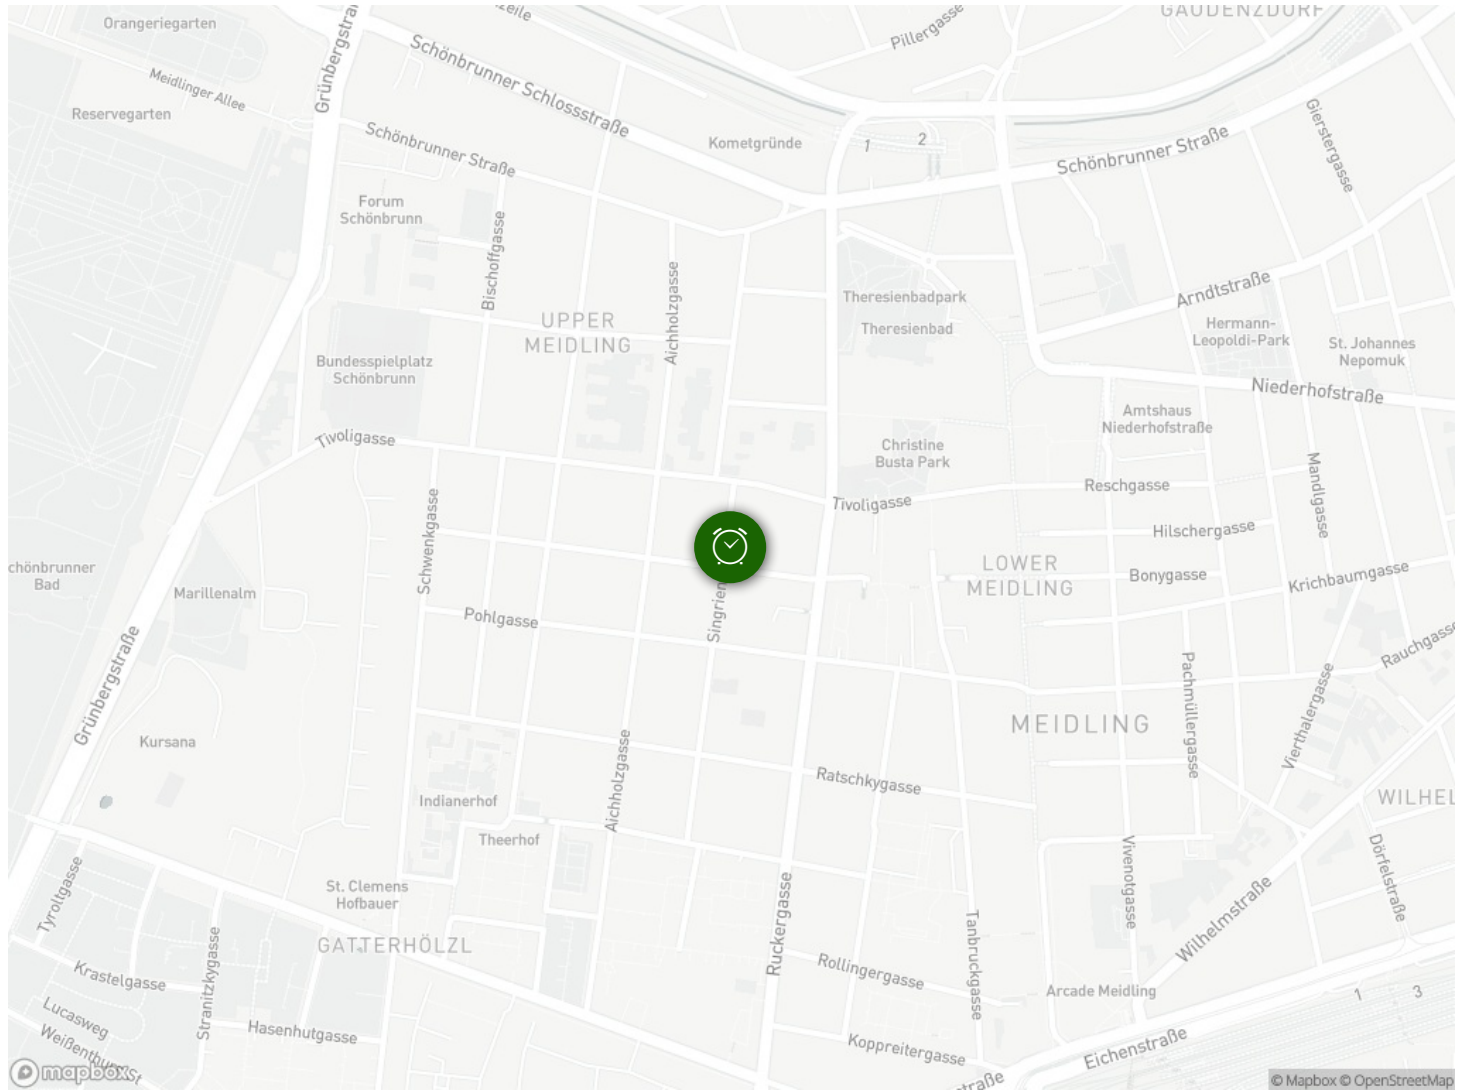 Orangeriegarten
Grünbergstraße
Pillergasse
GAUDENZDORF
Schönbrunner Schlossstraße
Meidlinger Allee
Reservegarten
Schönbrunner Straße
Kometgründe
1
2
Schönbrunner Straße
Gierstergasse
Forum
Schönbrunn
Bischoffgasse
Aichholzgasse
UPPER
MEIDLING
Theresienbadpark
Theresienbad
Arndtstraße
Hermann-
Leopoldi-Park
St. Johannes
Nepomuk
Bundesspielplatz
Schönbrunn
Niederhofstraße
Amtshaus
Niederhofstraße
Tivoligasse
Christine
Busta Park
Mandlgasse
Reschgasse
Tivoligasse
Schwenkgasse
Hilschergasse
LOWER
MEIDLING
Bonygasse
Krichbaumgasse
chönbrunner
Bad
Marillenalm
Pohlgasse
Singrien
Rauchgasse
Grünbergstraße
Pachmüllergasse
Vierthalergasse
MEIDLING
Kursana
Aichholzgasse
Ratschkygasse
Indianerhof
WILHEL
Theerhof
Vivenotgasse
Dörfelstraße
Tyroltgasse
St. Clemens
Hofbauer
Ruckergasse
Wilhelmstraße
GATTERHÖLZL
Tanbruckgasse
Stranitzkygasse
Krastelgasse
Rollingergasse
Arcade Meidling
1
3
Lucasweg
Hasenhutgasse
Koppreitergasse
Eichenstraße
mapbox
© Mapbox © OpenStreetMap